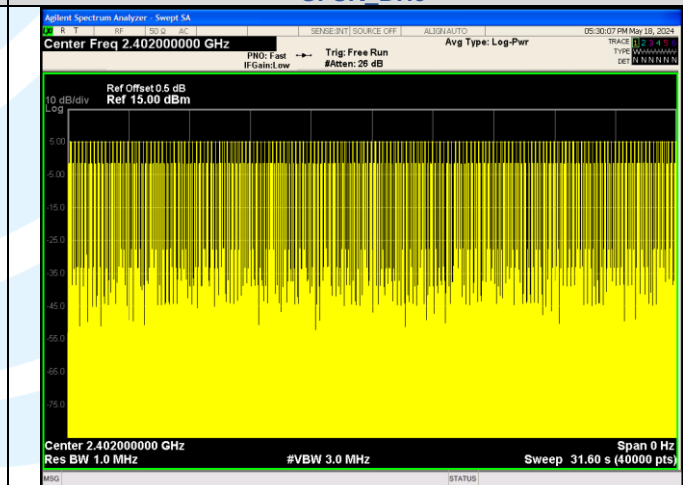 Agilent Spectrum Analyzer - Swept SA
R T RF 50 Ω AC SENSE:INT SOURCE OFF ALIGN AUTO 05:30:07 PM May 18, 2024
Center Freq 2.402000000 GHz
PNO: Fast
IFGain:Low
Trig: Free Run
#Atten: 26 dB
Avg Type: Log-Pwr
TRACE 1 2 3 4 5 6
TYPE
DET N N N N N N
Ref Offset 0.5 dB
10 dB/div Ref 15.00 dBm
Log
5.00
-5.00
-15.0
-25.0
-35.0
-45.0
-55.0
-65.0
-75.0
Center 2.402000000 GHz Span 0 Hz
Res BW 1.0 MHz #VBW 3.0 MHz Sweep 31.60 s (40000 pts)
MSG STATUS